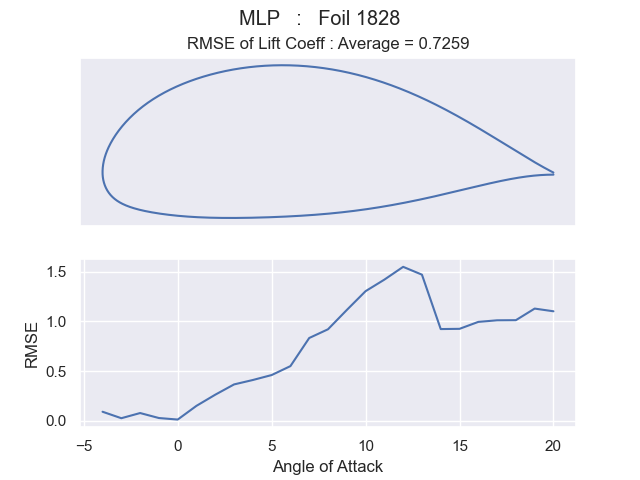 MLP : Foil 1828
RMSE of Lift Coeff : Average = 0.7259
1.5
1.0
0.5
0.0
RMSE
−5 0 5 10 15 20
Angle of Attack